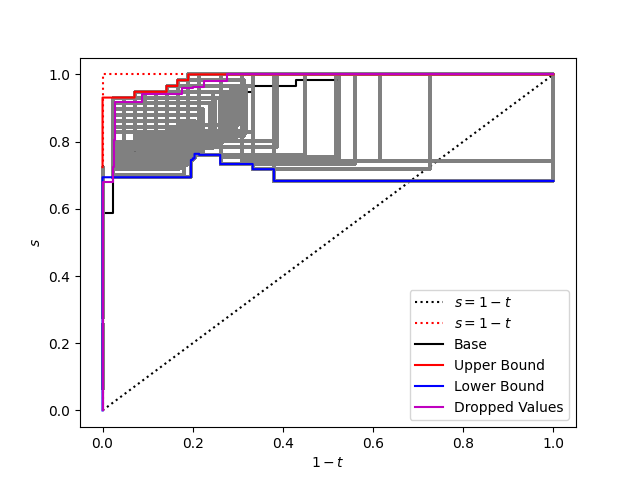 1.0
0.8
0.6
0.4
0.2
0.0
s
0.0 0.2 0.4 0.6 0.8 1.0
1 − t
s = 1 − t
s = 1 − t
Base
Upper Bound
Lower Bound
Dropped Values